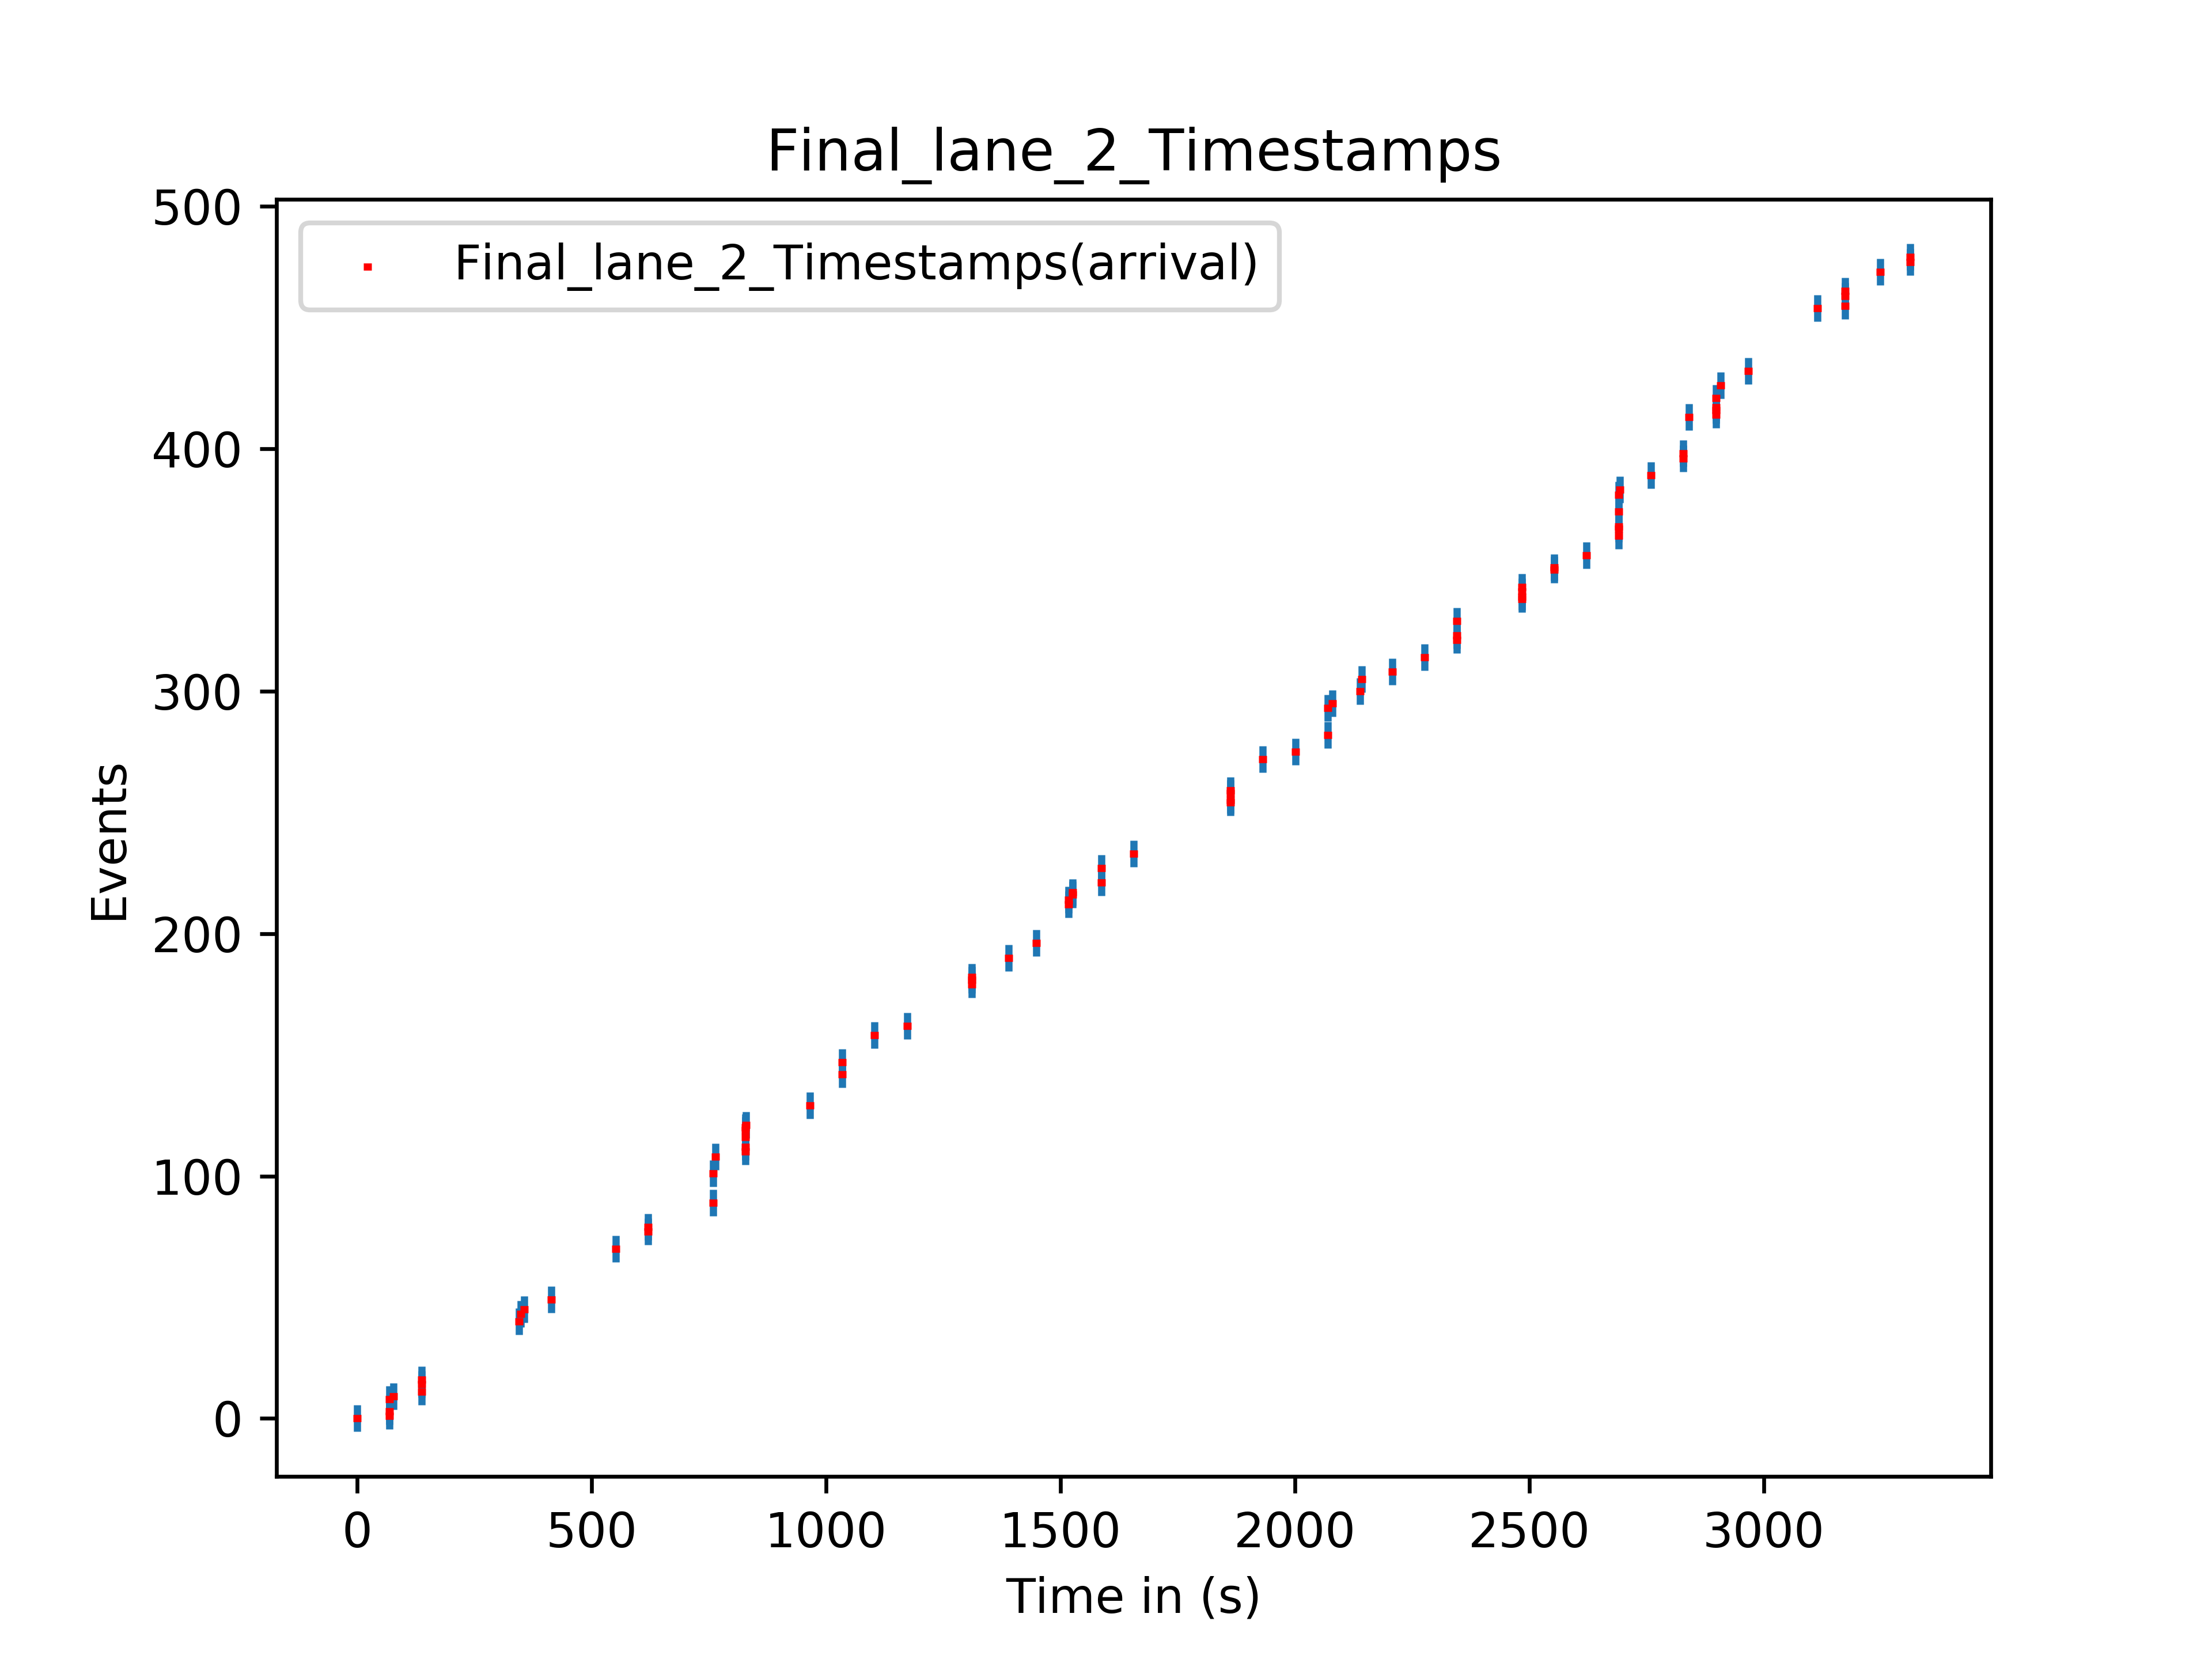 Final_lane_2_Timestamps
Final_lane_2_Timestamps(arrival)
500
400
300
200
100
0
Events
0 500 1000 1500 2000 2500 3000
Time in (s)